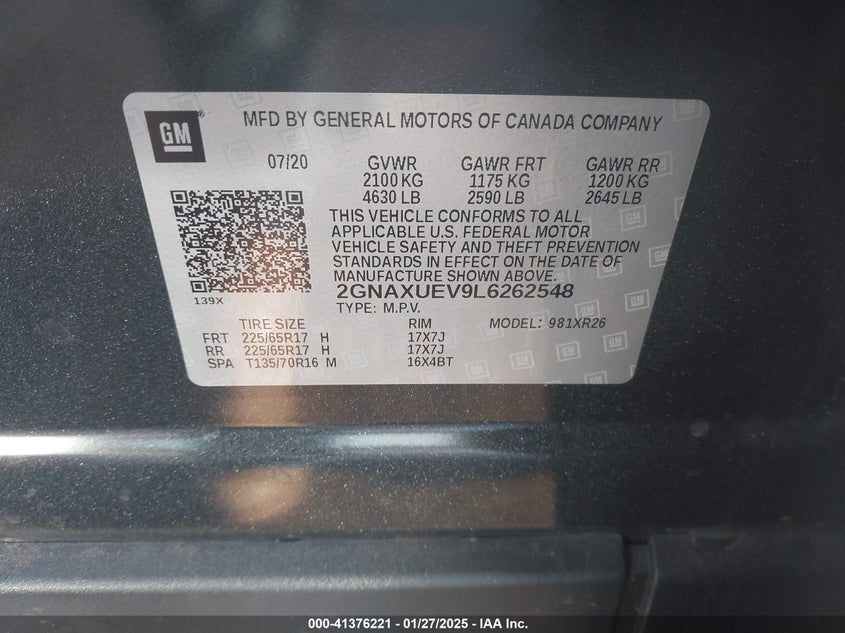 GM
MFD BY GENERAL MOTORS OF CANADA COMPANY
07/20 GVWR GAWR FRT GAWR RR
2100 KG 1175 KG 1200 KG
4630 LB 2590 LB 2645 LB
THIS VEHICLE CONFORMS TO ALL
APPLICABLE U.S. FEDERAL MOTOR
VEHICLE SAFETY AND THEFT PREVENTION
STANDARDS IN EFFECT ON THE DATE OF
MANUFACTURE SHOWN ABOVE.
139X
2GNAXUEV9L6262548
TYPE: M.P.V.
TIRE SIZE RIM MODEL: 981XR26
FRT 225/65R17 H 17X7J
RR 225/65R17 H 17X7J
SPA T135/70R16 M 16X4BT
000-41376221 — 01/27/2025 — IAA Inc.